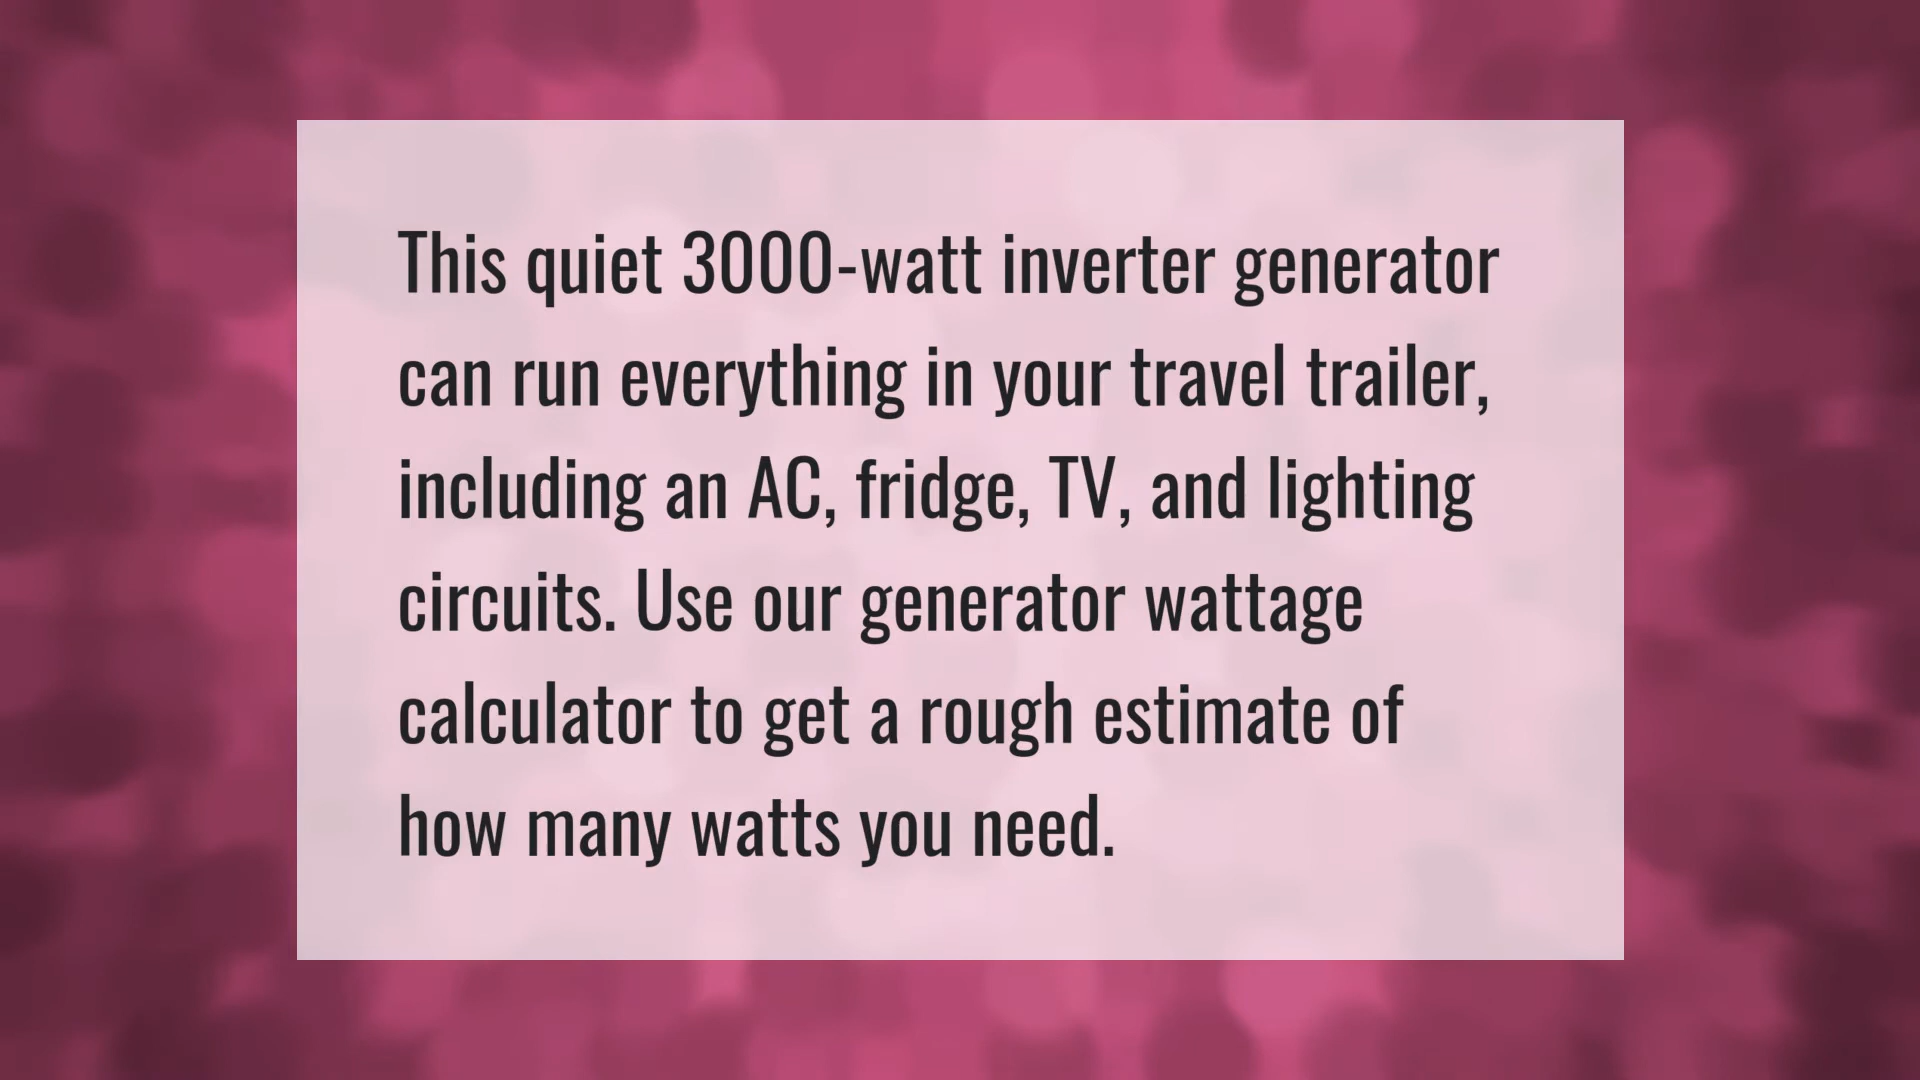 This quiet 3000-watt inverter generator
can run everything in your travel trailer,
including an AC, fridge, TV, and lighting
circuits. Use our generator wattage
calculator to get a rough estimate of
how many watts you need.